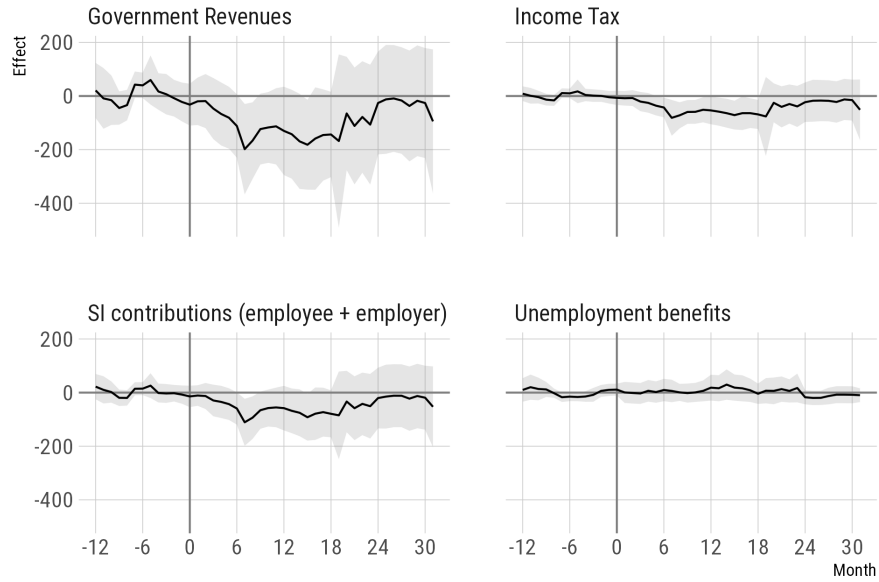 Government Revenues
Income Tax
Effect
200
0
-200
-400
SI contributions (employee + employer)
Unemployment benefits
200
0
-200
-400
-12 -6 0 6 12 18 24 30
-12 -6 0 6 12 18 24 30
Month